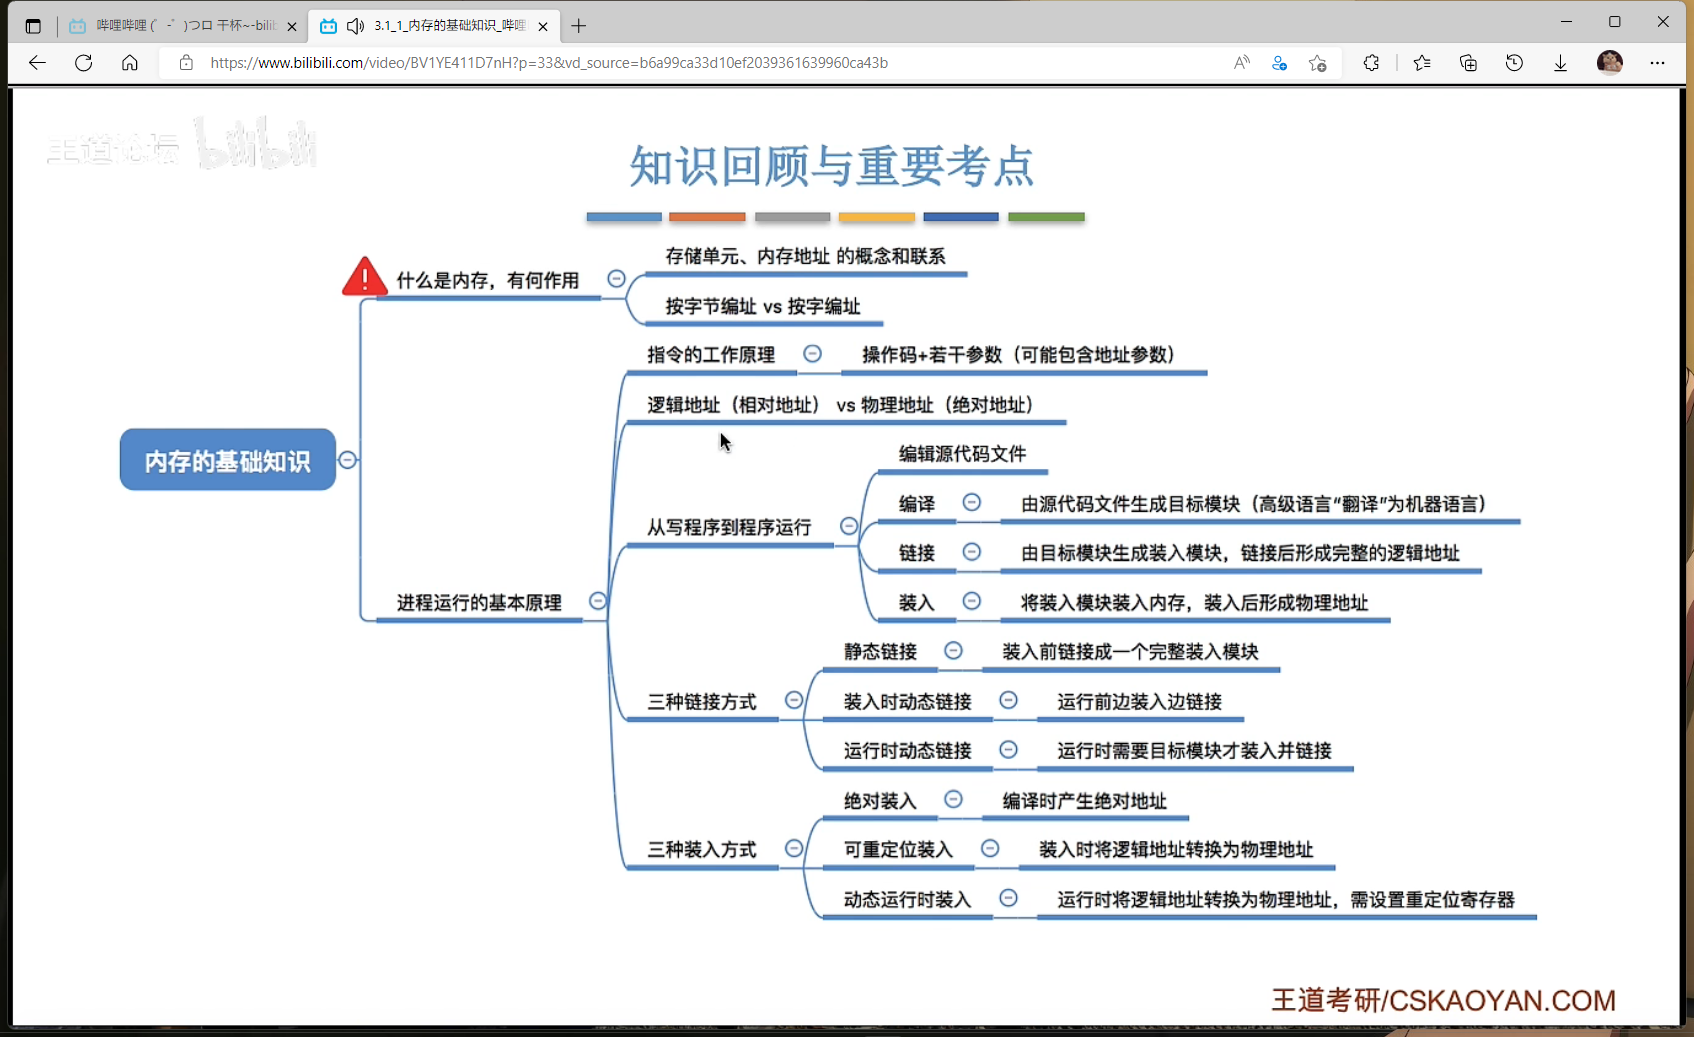 哔哩哔哩 (゜-゜)つロ 干杯~-bili
3.1_1_内存的基础知识_哔哩
https://www.bilibili.com/video/BV1YE411D7nH?p=33&vd_source=b6a99ca33d10ef2039361639960ca43b
王道论坛 bilibili
知识回顾与重要考点
存储单元、内存地址 的概念和联系
什么是内存，有何作用
按字节编址 vs 按字编址
指令的工作原理 操作码+若干参数（可能包含地址参数）
逻辑地址（相对地址） vs 物理地址（绝对地址）
编辑源代码文件
内存的基础知识
编译 由源代码文件生成目标模块（高级语言“翻译”为机器语言）
从写程序到程序运行
链接 由目标模块生成装入模块，链接后形成完整的逻辑地址
进程运行的基本原理
装入 将装入模块装入内存，装入后形成物理地址
静态链接 装入前链接成一个完整装入模块
三种链接方式 装入时动态链接 运行前边装入边链接
运行时动态链接 运行时需要目标模块才装入并链接
绝对装入 编译时产生绝对地址
三种装入方式 可重定位装入 装入时将逻辑地址转换为物理地址
动态运行时装入 运行时将逻辑地址转换为物理地址，需设置重定位寄存器
王道考研/CSKAOYAN.COM